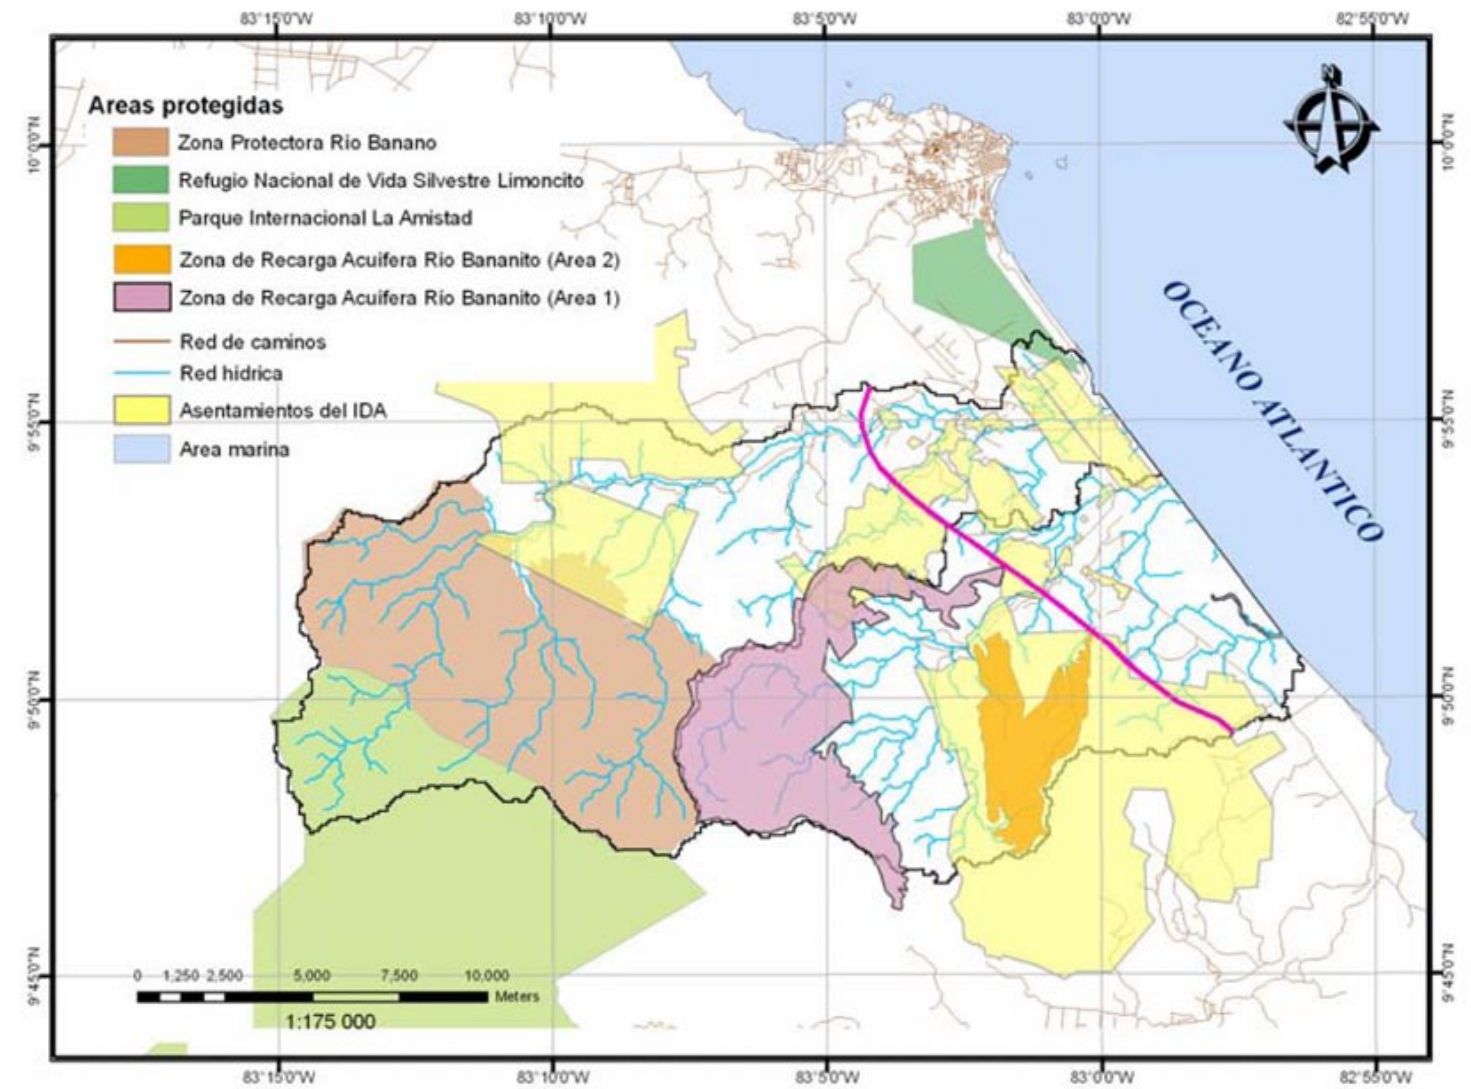 83°15'0"W 83°10'0"W 83°5'0"W 83°00'W 82°55'0"W
N
Areas protegidas
Zona Protectora Río Banano
Refugio Nacional de Vida Silvestre Limoncito
Parque Internacional La Amistad
Zona de Recarga Acuifera Río Bananito (Area 2)
Zona de Recarga Acuifera Río Bananito (Area 1)
Red de caminos
Red hídrica
Asentamientos del IDA
Area marina
OCEANO ATLANTICO
10°0'0"N
9°55'0"N
9°50'0"N
9°45'0"N
10°0'0"N
9°55'0"N
9°50'0"N
9°45'0"N
0 1,250 2,500 5,000 7,500 10,000
Meters
1:175 000
83°15'0"W 83°10'0"W 83°5'0"W 83°00'W 82°55'0"W